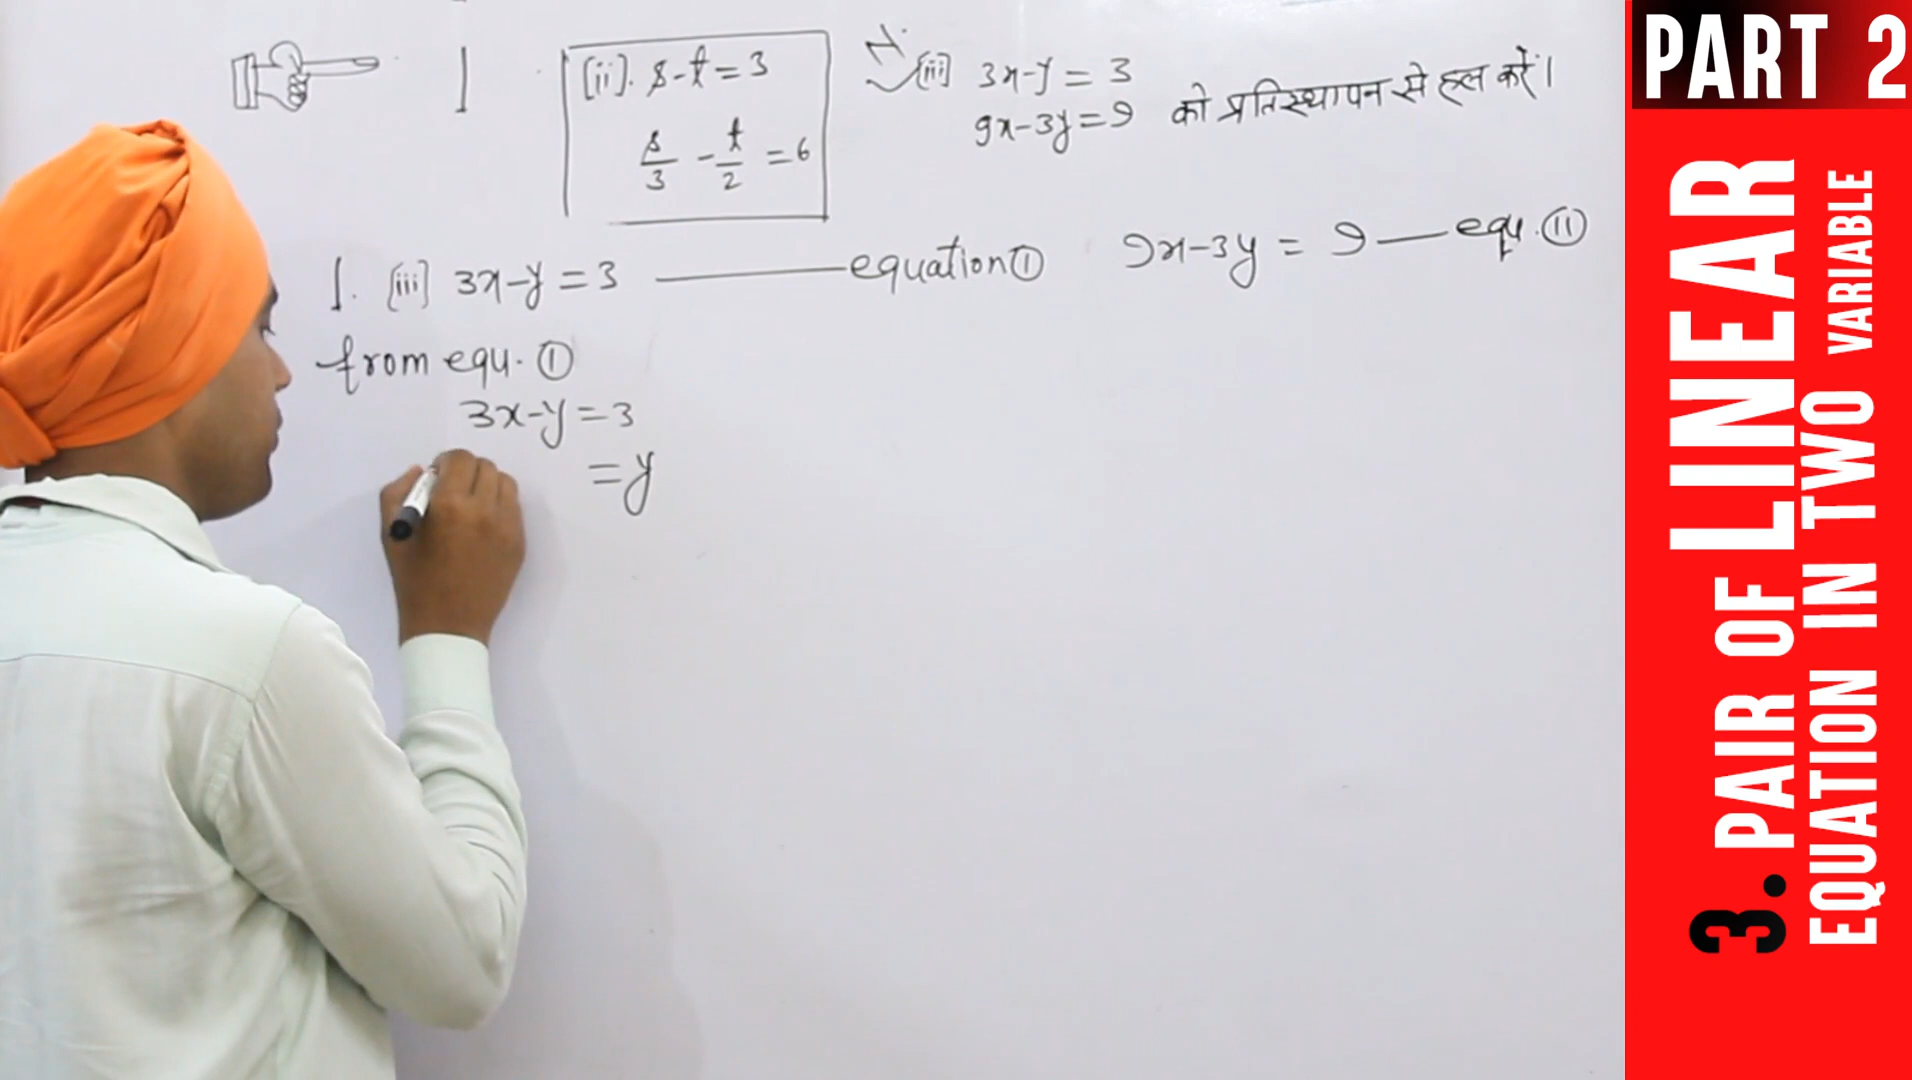 1
(ii). s-t=3
s/3 - t/2 =6
N.
(iii) 3x-y=3
9x-3y=9 को प्रतिस्थापन से हल करें।
1. (iii) 3x-y=3 ——— equation①
9x-3y = 9 — equ. ⑪
from equ. ①
3x-y=3
=y
PART 2
3. PAIR OF LINEAR
EQUATION IN TWO VARIABLE